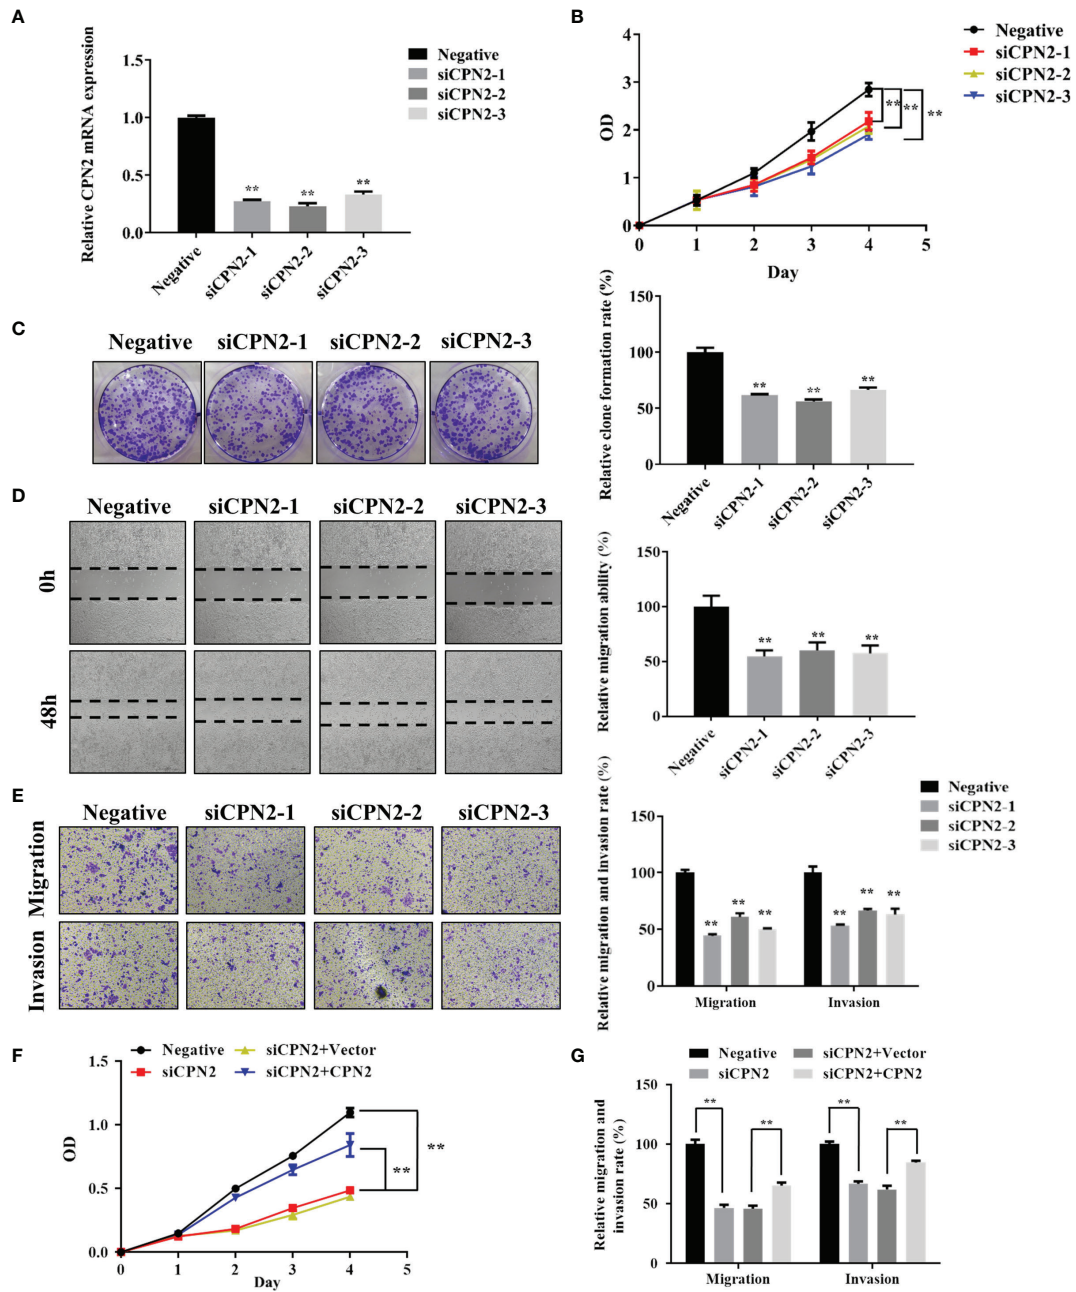 A
Relative CPN2 mRNA expression
1.5
1.0
0.5
0.0
** ** **
Negative
siCPN2-1
siCPN2-2
siCPN2-3
Negative
siCPN2-1
siCPN2-2
siCPN2-3
B
OD
4
3
2
1
0
0 1 2 3 4 5
Day
Negative
siCPN2-1
siCPN2-2
siCPN2-3
** ** **
C
Negative siCPN2-1 siCPN2-2 siCPN2-3
Relative clone formation rate (%)
150
100
50
0
** ** **
Negative
siCPN2-1
siCPN2-2
siCPN2-3
D
Negative siCPN2-1 siCPN2-2 siCPN2-3
0h
48h
Relative migration ability (%)
150
100
50
0
** ** **
Negative
siCPN2-1
siCPN2-2
siCPN2-3
E
Negative siCPN2-1 siCPN2-2 siCPN2-3
Migration
Invasion
Relative migration and invasion rate (%)
150
100
50
0
** ** ** ** ** **
Migration Invasion
Negative
siCPN2-1
siCPN2-2
siCPN2-3
F
Negative siCPN2+Vector
siCPN2 siCPN2+CPN2
OD
1.5
1.0
0.5
0.0
0 1 2 3 4 5
Day
** **
G
Negative siCPN2+Vector
siCPN2 siCPN2+CPN2
Relative migration and
invasion rate (%)
150
100
50
0
** ** ** **
Migration Invasion